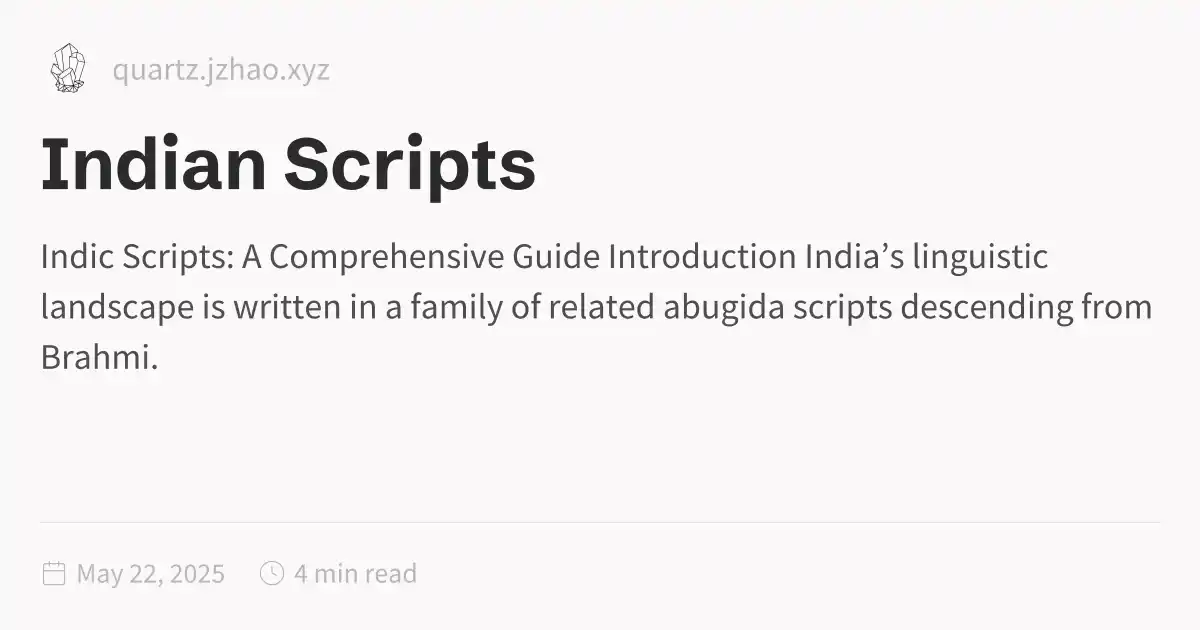 quartz.jzhao.xyz
Indian Scripts
Indic Scripts: A Comprehensive Guide Introduction India’s linguistic
landscape is written in a family of related abugida scripts descending from
Brahmi.
May 22, 2025 4 min read